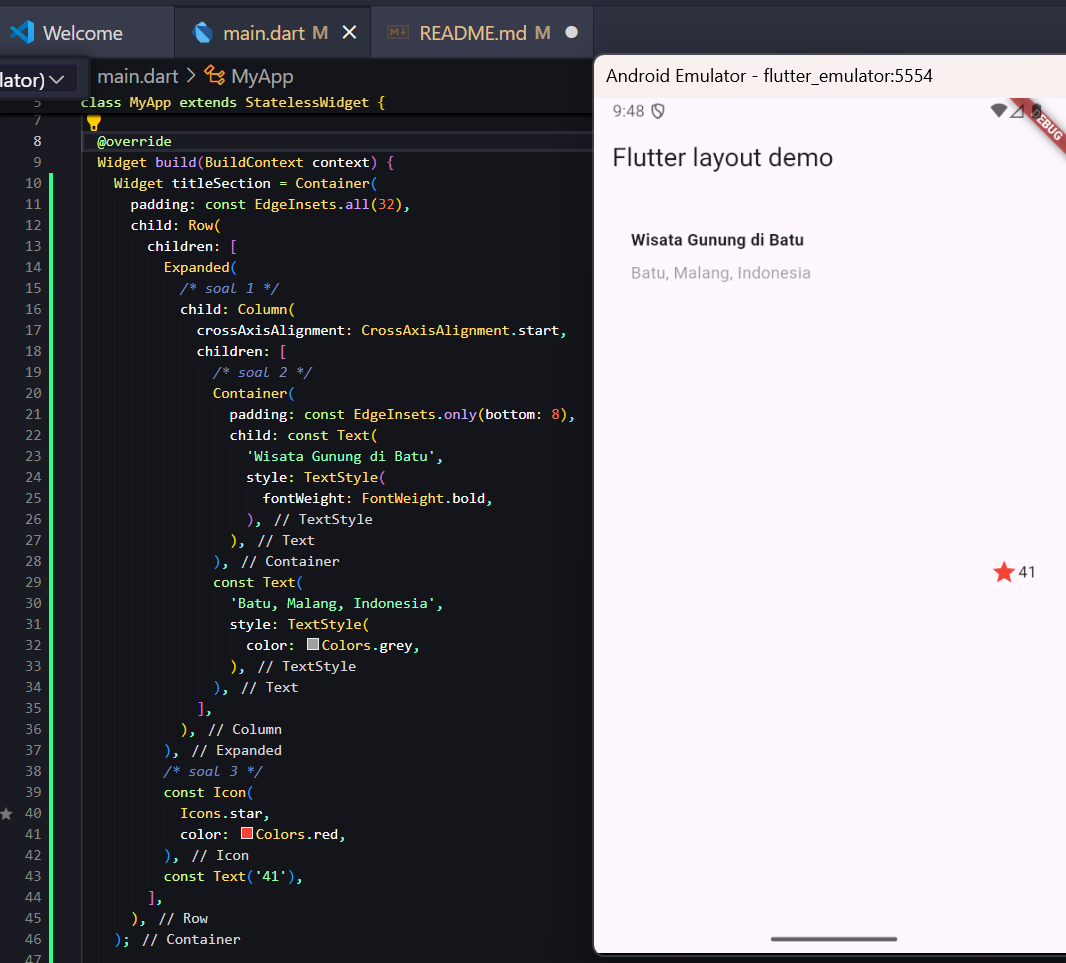 Welcome
main.dart M
README.md M
lator)
main.dart > MyApp
5 class MyApp extends StatelessWidget {
7
8 @override
9 Widget build(BuildContext context) {
10 Widget titleSection = Container(
11 padding: const EdgeInsets.all(32),
12 child: Row(
13 children: [
14 Expanded(
15 /* soal 1 */
16 child: Column(
17 crossAxisAlignment: CrossAxisAlignment.start,
18 children: [
19 /* soal 2 */
20 Container(
21 padding: const EdgeInsets.only(bottom: 8),
22 child: const Text(
23 'Wisata Gunung di Batu',
24 style: TextStyle(
25 fontWeight: FontWeight.bold,
26 ), // TextStyle
27 ), // Text
28 ), // Container
29 const Text(
30 'Batu, Malang, Indonesia',
31 style: TextStyle(
32 color: Colors.grey,
33 ), // TextStyle
34 ), // Text
35 ],
36 ), // Column
37 ), // Expanded
38 /* soal 3 */
39 const Icon(
40 Icons.star,
41 color: Colors.red,
42 ), // Icon
43 const Text('41'),
44 ],
45 ), // Row
46 ); // Container
47
Android Emulator - flutter_emulator:5554
9:48
DEBUG
Flutter layout demo
Wisata Gunung di Batu
Batu, Malang, Indonesia
41